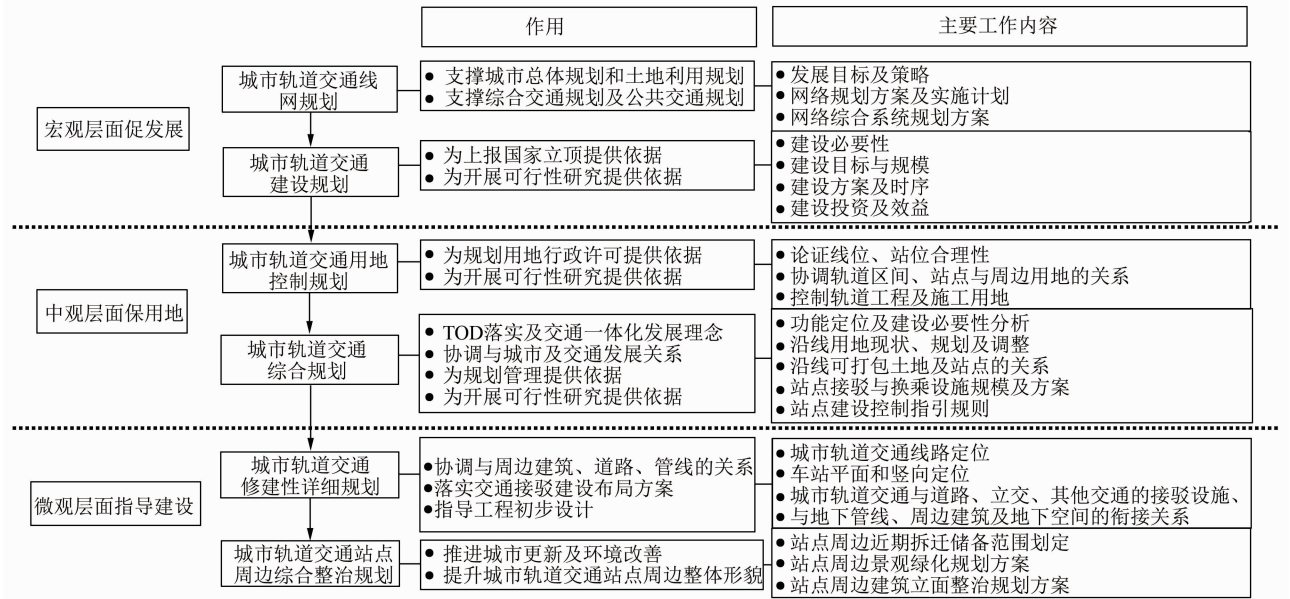 作用
主要工作内容
宏观层面促发展
城市轨道交通线
网规划
● 支撑城市总体规划和土地利用规划
● 支撑综合交通规划及公共交通规划
● 发展目标及策略
● 网络规划方案及实施计划
● 网络综合系统规划方案
城市轨道交通
建设规划
● 为上报国家立顶提供依据
● 为开展可行性研究提供依据
● 建设必要性
● 建设目标与规模
● 建设方案及时序
● 建设投资及效益
中观层面保用地
城市轨道交通用地
控制规划
● 为规划用地行政许可提供依据
● 为开展可行性研究提供依据
● 论证线位、站位合理性
● 协调轨道区间、站点与周边用地的关系
● 控制轨道工程及施工用地
城市轨道交通
综合规划
● TOD落实及交通一体化发展理念
● 协调与城市及交通发展关系
● 为规划管理提供依据
● 为开展可行性研究提供依据
● 功能定位及建设必要性分析
● 沿线用地现状、规划及调整
● 沿线可打包土地及站点的关系
● 站点接驳与换乘设施规模及方案
● 站点建设控制指引规则
微观层面指导建设
城市轨道交通
修建性详细规划
●协调与周边建筑、道路、管线的关系
●落实交通接驳建设布局方案
●指导工程初步设计
● 城市轨道交通线路定位
● 车站平面和竖向定位
● 城市轨道交通与道路、立交、其他交通的接驳设施、
● 与地下管线、周边建筑及地下空间的衔接关系
城市轨道交通站点
周边综合整治规划
● 推进城市更新及环境改善
● 提升城市轨道交通站点周边整体形貌
● 站点周边近期拆迁储备范围划定
● 站点周边景观绿化规划方案
● 站点周边建筑立面整治规划方案